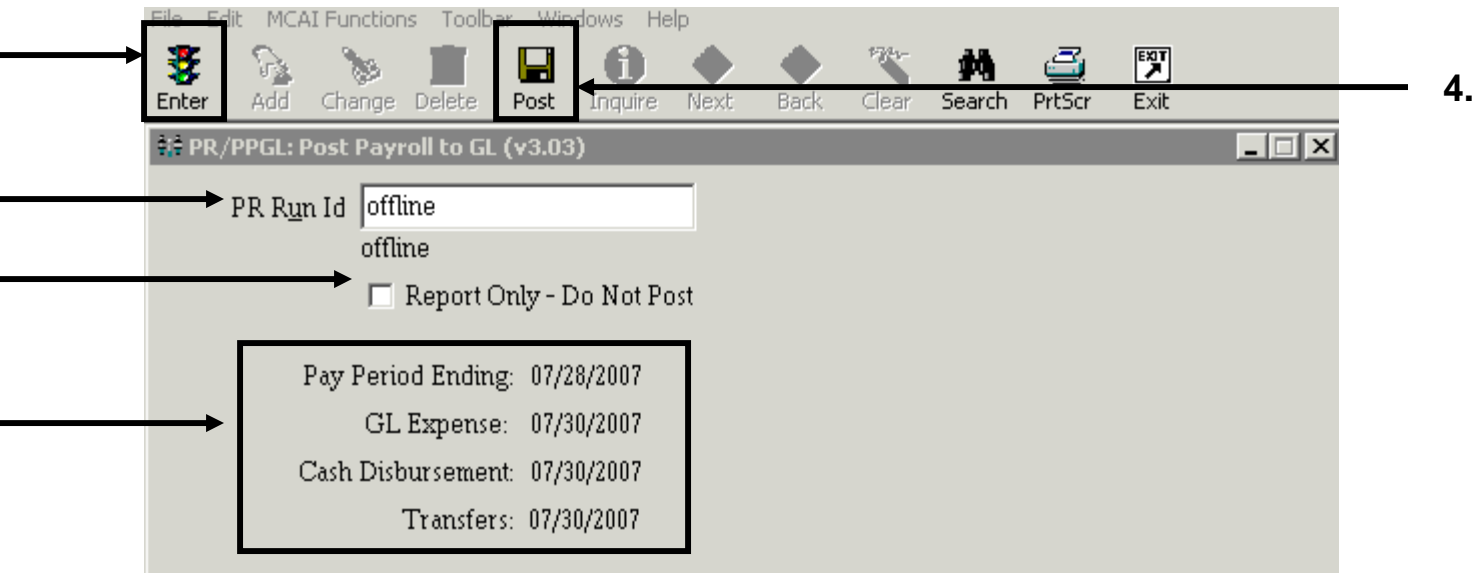 File Edit MCAI Functions Toolbar Windows Help
Enter Add Change Delete Post Inquire Next Back Clear Search PrtScr EXIT Exit
4.
PR/PPGL: Post Payroll to GL (v3.03)
PR Run Id offline
offline
Report Only - Do Not Post
Pay Period Ending: 07/28/2007
GL Expense: 07/30/2007
Cash Disbursement: 07/30/2007
Transfers: 07/30/2007